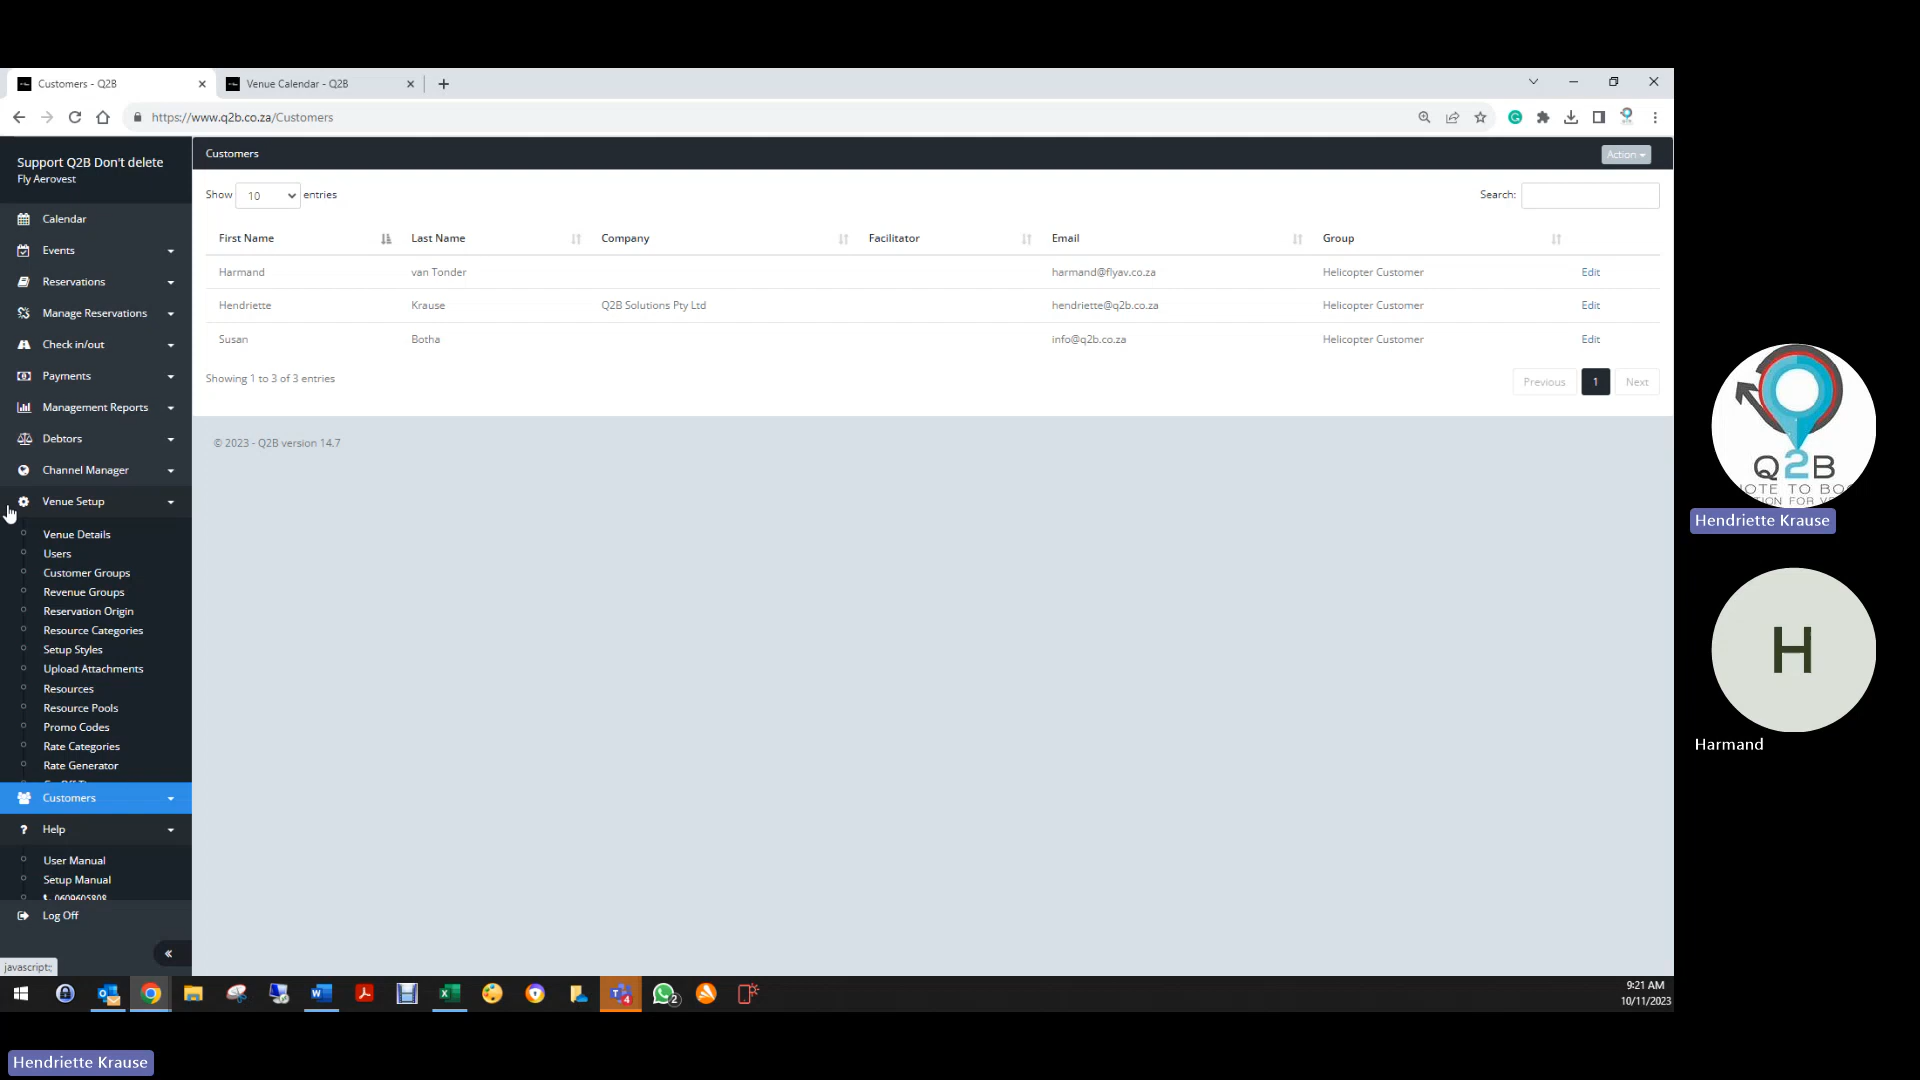 Customers - Q2B
Venue Calendar - Q2B
https://www.q2b.co.za/Customers
Support Q2B Don't delete
Fly Aerovest
Customers
Action
Show 10 entries
Search:
First Name Last Name Company Facilitator Email Group
Harmand van Tonder harmand@flyav.co.za Helicopter Customer Edit
Hendriette Krause Q2B Solutions Pty Ltd hendriette@q2b.co.za Helicopter Customer Edit
Susan Botha info@q2b.co.za Helicopter Customer Edit
Showing 1 to 3 of 3 entries
Previous 1 Next
© 2023 - Q2B version 14.7
Calendar
Events
Reservations
Manage Reservations
Check in/out
Payments
Management Reports
Debtors
Channel Manager
Venue Setup
Venue Details
Users
Customer Groups
Revenue Groups
Reservation Origin
Resource Categories
Setup Styles
Upload Attachments
Resources
Resource Pools
Promo Codes
Rate Categories
Rate Generator
Customers
Help
User Manual
Setup Manual
0609605808
Log Off
javascript:;
9:21 AM
10/11/2023
Q2B
OTE TO BO
TION FOR V
Hendriette Krause
H
Harmand
Hendriette Krause